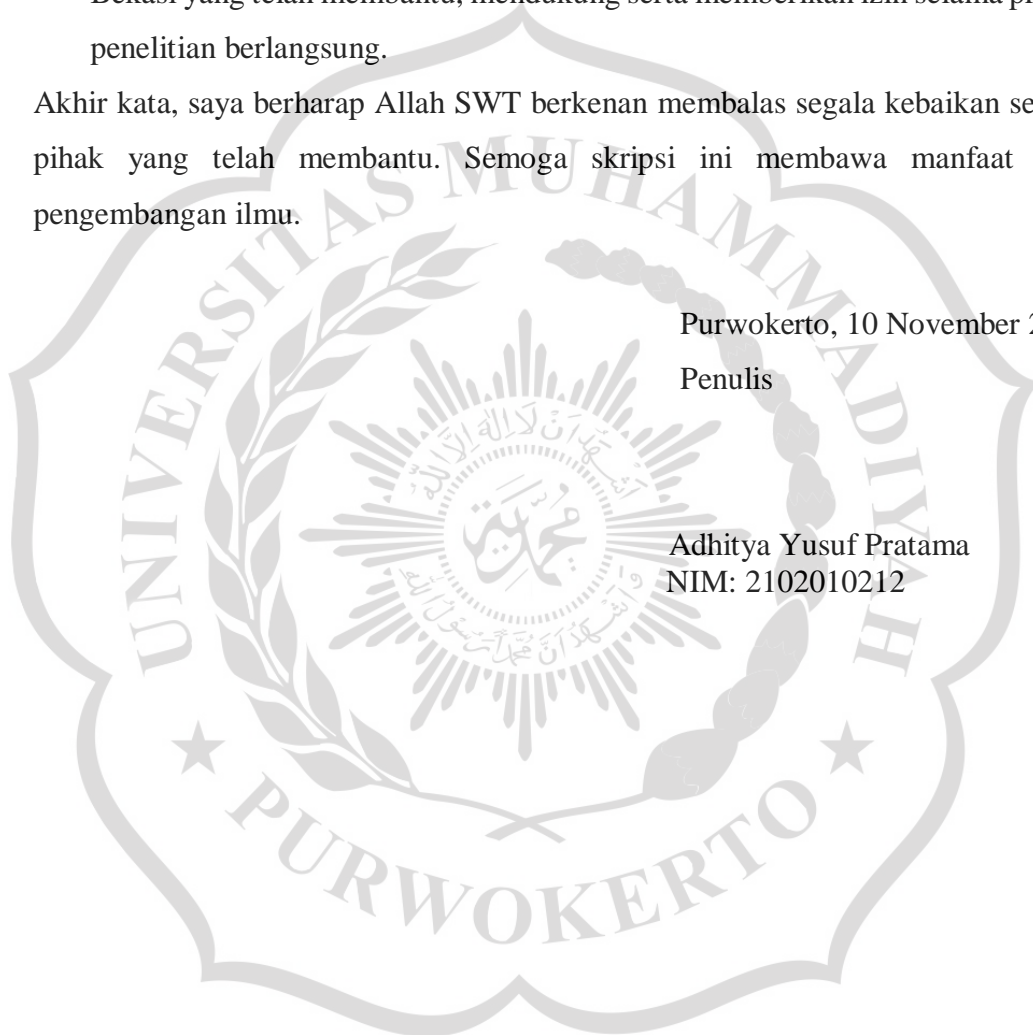 Bekasi yang telah membantu, mendukung serta memberikan izin selama
penelitian berlangsung.
Akhir kata, saya berharap Allah SWT berkenan membalas segala kebaikan
pihak yang telah membantu. Semoga skripsi ini membawa manfaat
pengembangan ilmu.
Purwokerto, 10 November
Penulis
Adhitya Yusuf Pratama
NIM: 2102010212
UNIVERSITAS MUHAMMADIYAH
PURWOKERTO